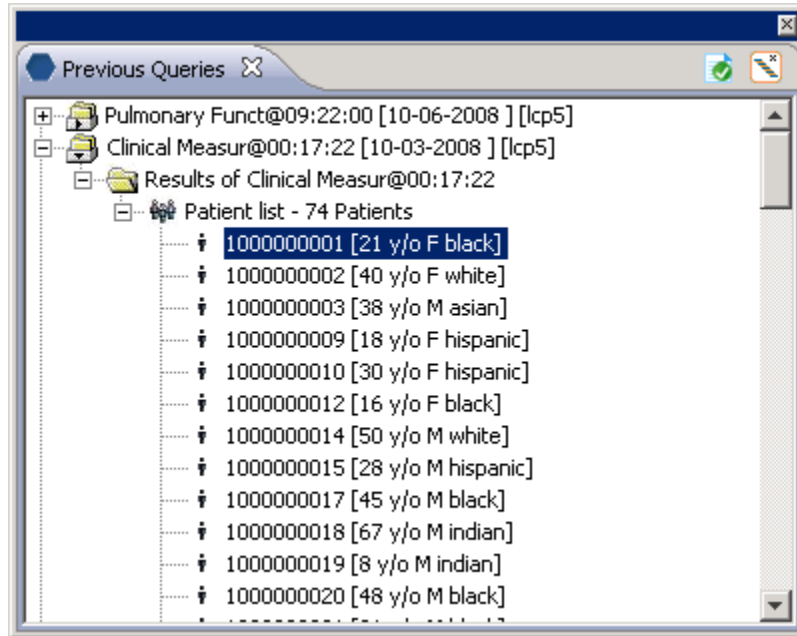 Previous Queries
Pulmonary Funct@09:22:00 [10-06-2008 ] [lcp5]
Clinical Measur@00:17:22 [10-03-2008 ] [lcp5]
Results of Clinical Measur@00:17:22
Patient list - 74 Patients
1000000001 [21 y/o F black]
1000000002 [40 y/o F white]
1000000003 [38 y/o M asian]
1000000009 [18 y/o F hispanic]
1000000010 [30 y/o F hispanic]
1000000012 [16 y/o F black]
1000000014 [50 y/o M white]
1000000015 [28 y/o M hispanic]
1000000017 [45 y/o M black]
1000000018 [67 y/o M indian]
1000000019 [8 y/o M indian]
1000000020 [48 y/o M black]